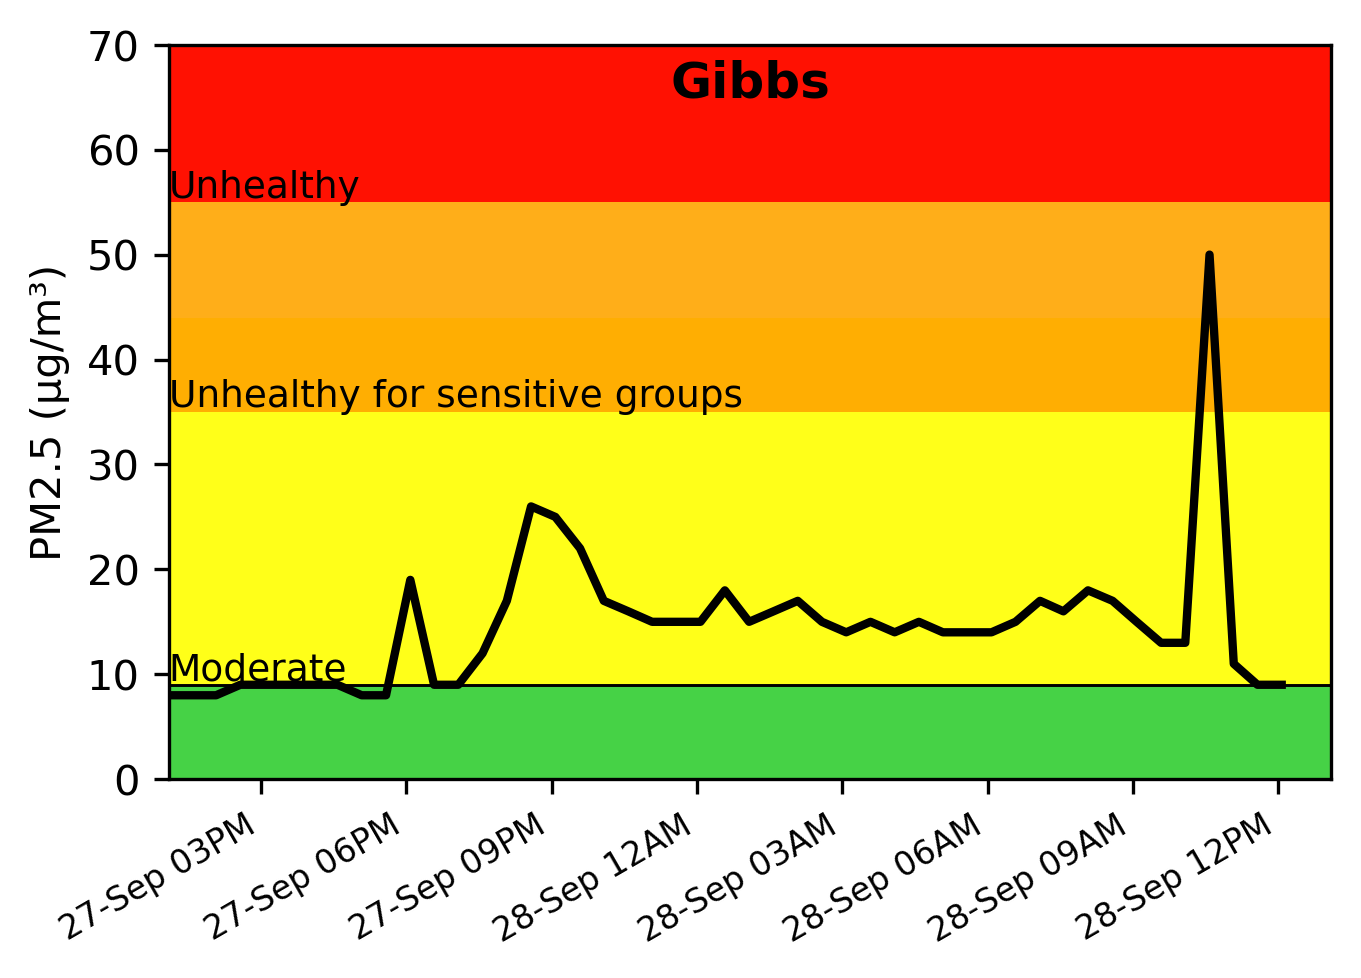 Gibbs
PM2.5 (µg/m³)
70
60
50
40
30
20
10
0
Unhealthy
Unhealthy for sensitive groups
Moderate
27-Sep 03PM
27-Sep 06PM
27-Sep 09PM
28-Sep 12AM
28-Sep 03AM
28-Sep 06AM
28-Sep 09AM
28-Sep 12PM